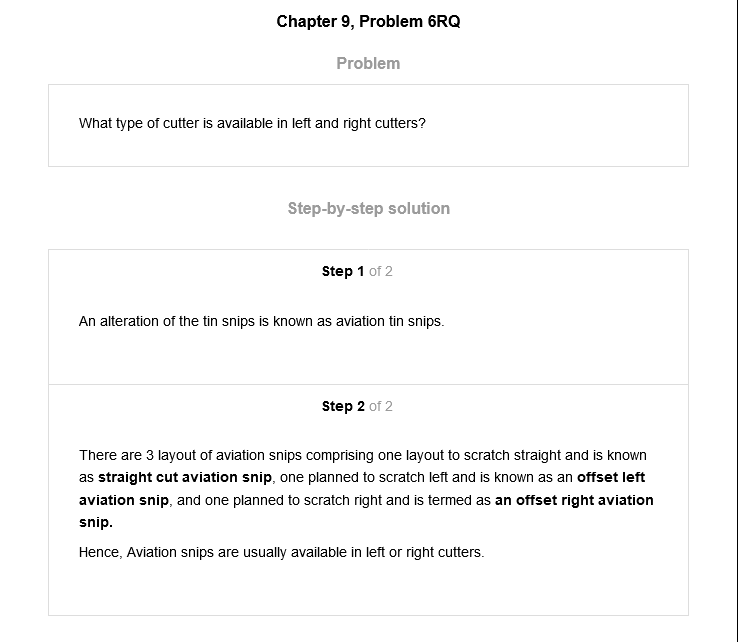 Chapter 9, Problem 6RQ
Problem
What type of cutter is available in left and right cutters?
Step-by-step solution
Step 1 of 2
An alteration of the tin snips is known as aviation tin snips.
Step 2 of 2
There are 3 layout of aviation snips comprising one layout to scratch straight and is known
as straight cut aviation snip, one planned to scratch left and is known as an offset left
aviation snip, and one planned to scratch right and is termed as an offset right aviation
snip.
Hence, Aviation snips are usually available in left or right cutters.